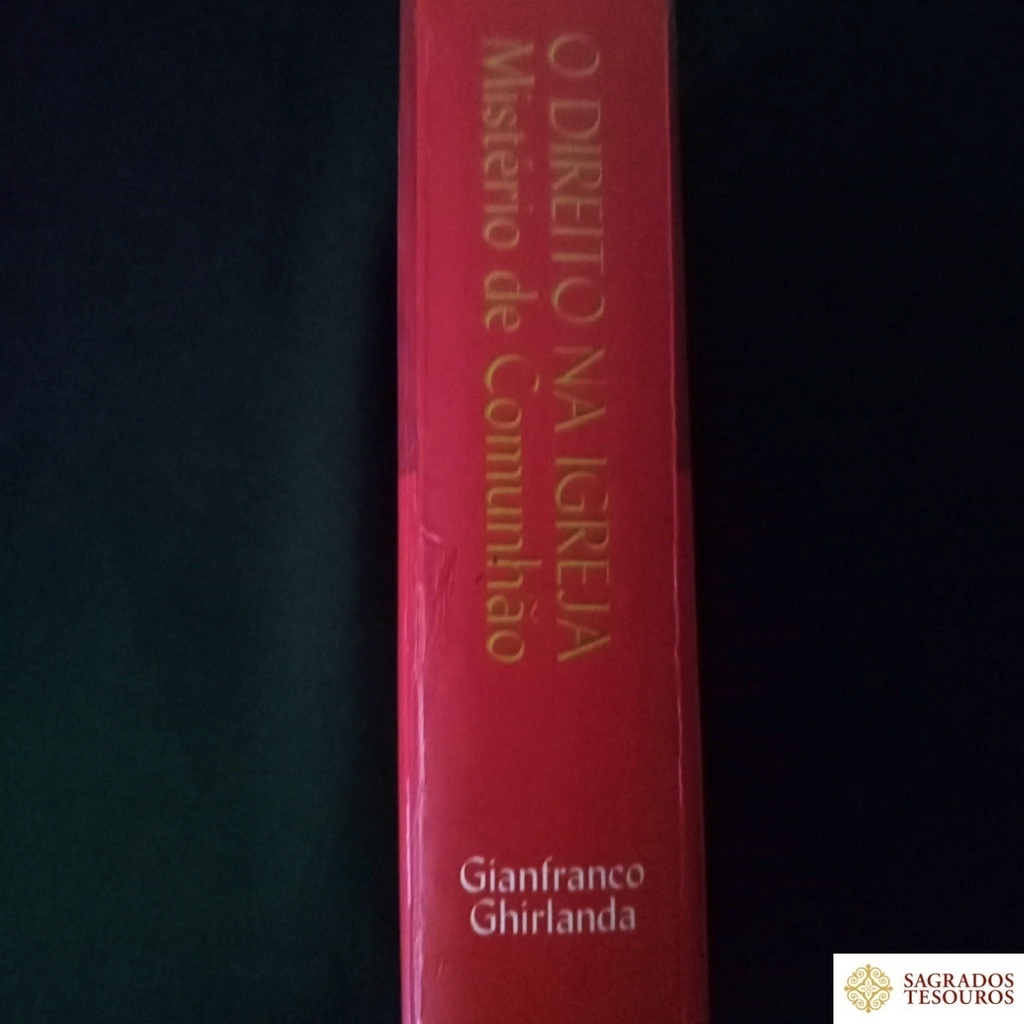 O DIREITO NA IGREJA
Mistério de Comunhão
Gianfranco
Ghirlanda
SAGRADOS
TESOUROS